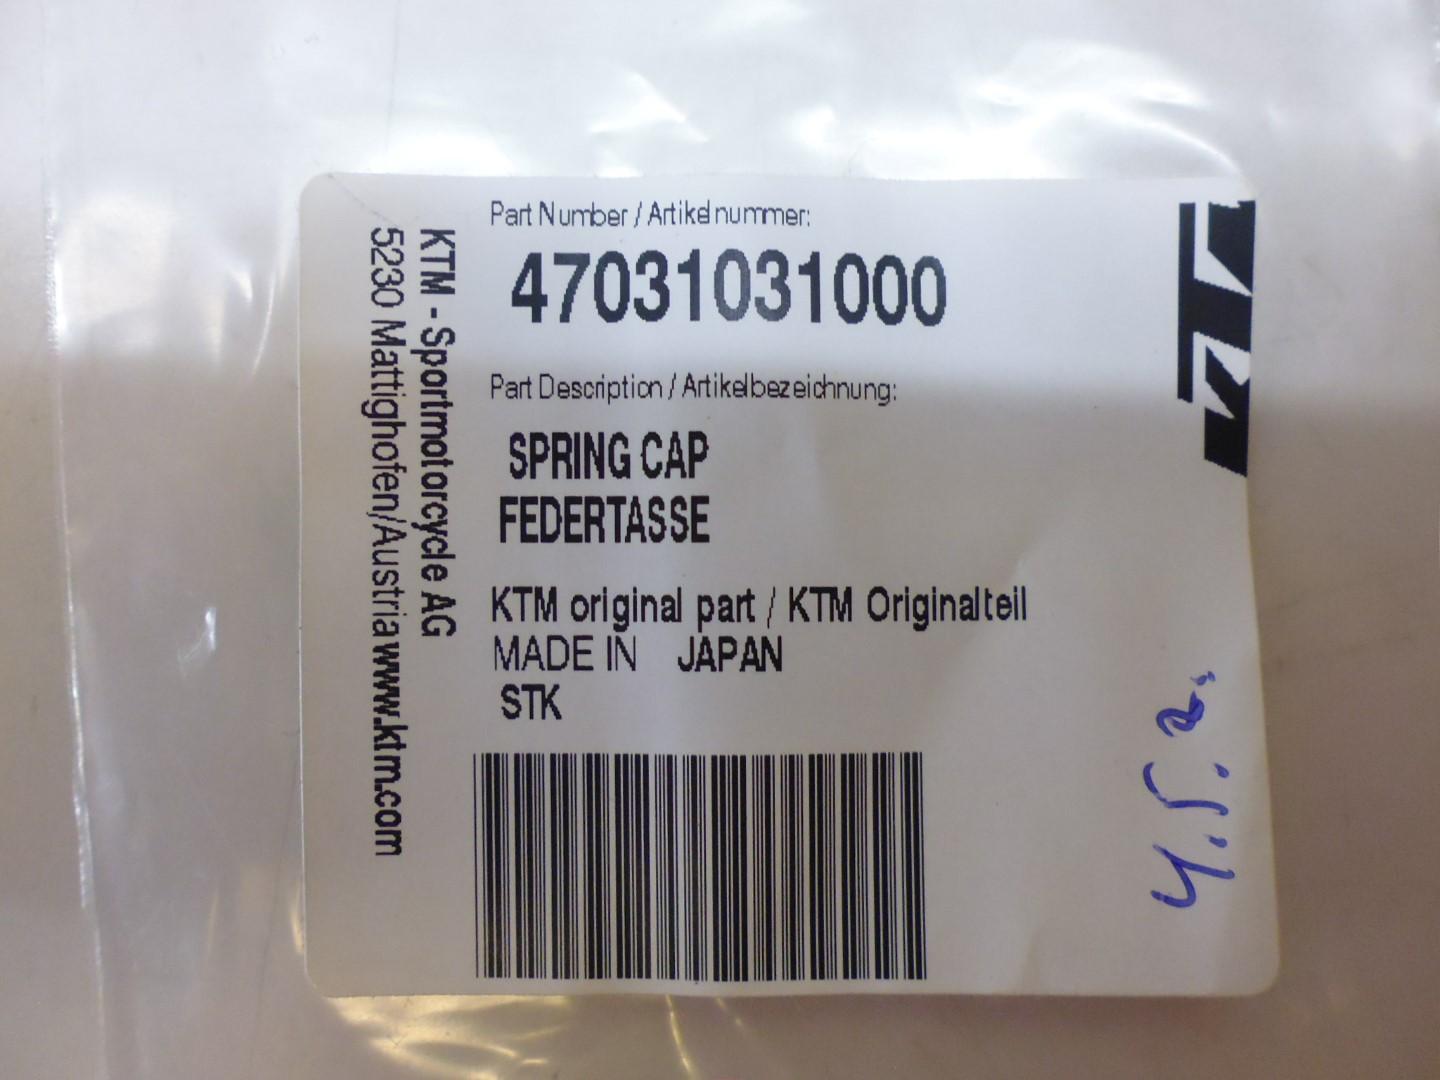 Part Number / Artikelnummer:
47031031000
Part Description / Artikelbezeichnung:
SPRING CAP
FEDERTASSE
KTM original part / KTM Originalteil
MADE IN JAPAN
STK
KTM - Sportmotorcycle AG
5230 Mattighofen/Austria www.ktm.com
KTM